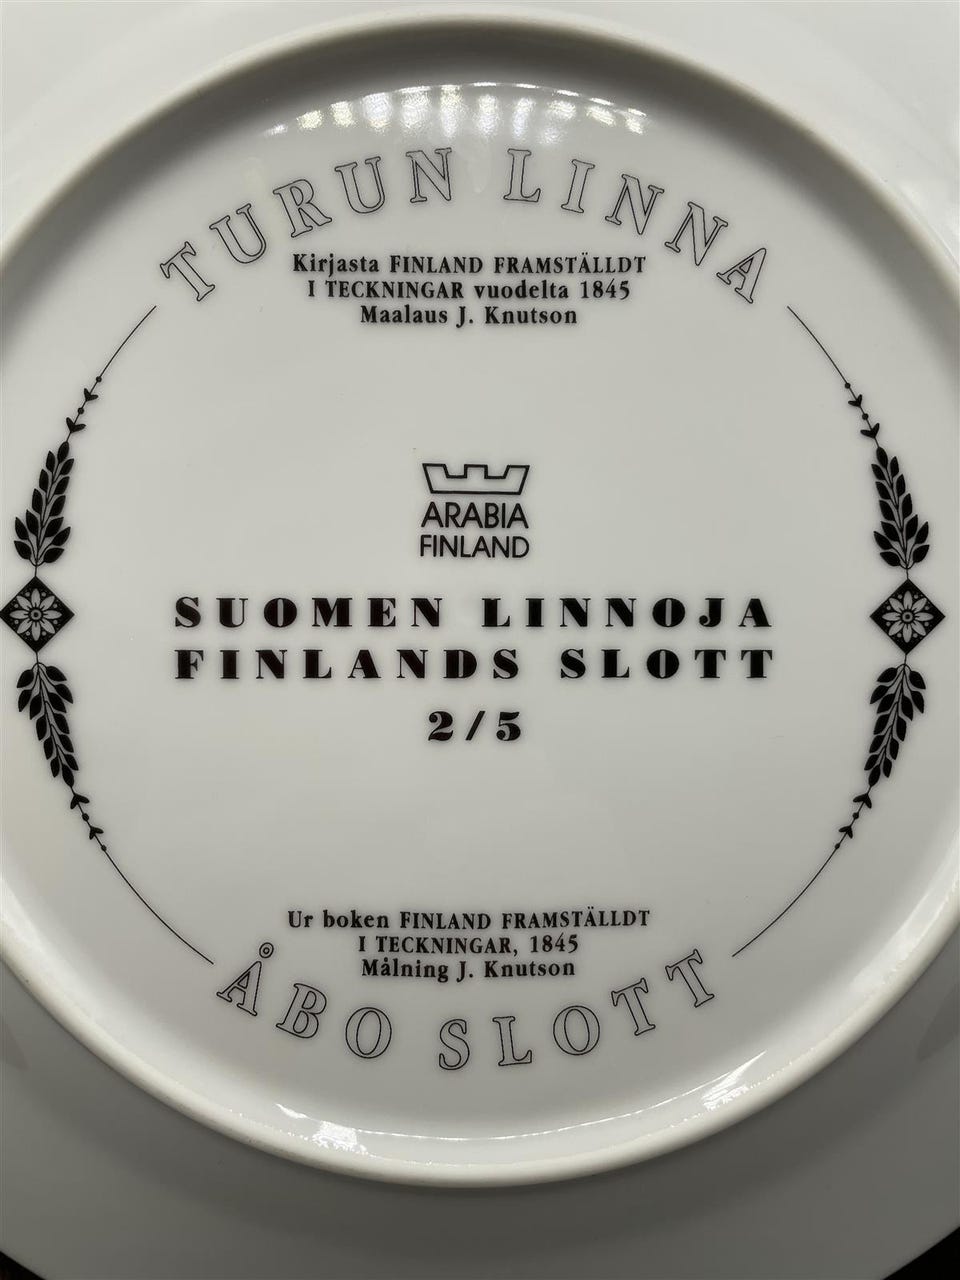 TURUN LINNA
Kirjasta FINLAND FRAMSTÄLLDT
I TECKNINGAR vuodelta 1845
Maalaus J. Knutson
ARABIA
FINLAND
SUOMEN LINNOJA
FINLANDS SLOTT
2/5
Ur boken FINLAND FRAMSTÄLLDT
I TECKNINGAR, 1845
Målning J. Knutson
ÅBO SLOTT